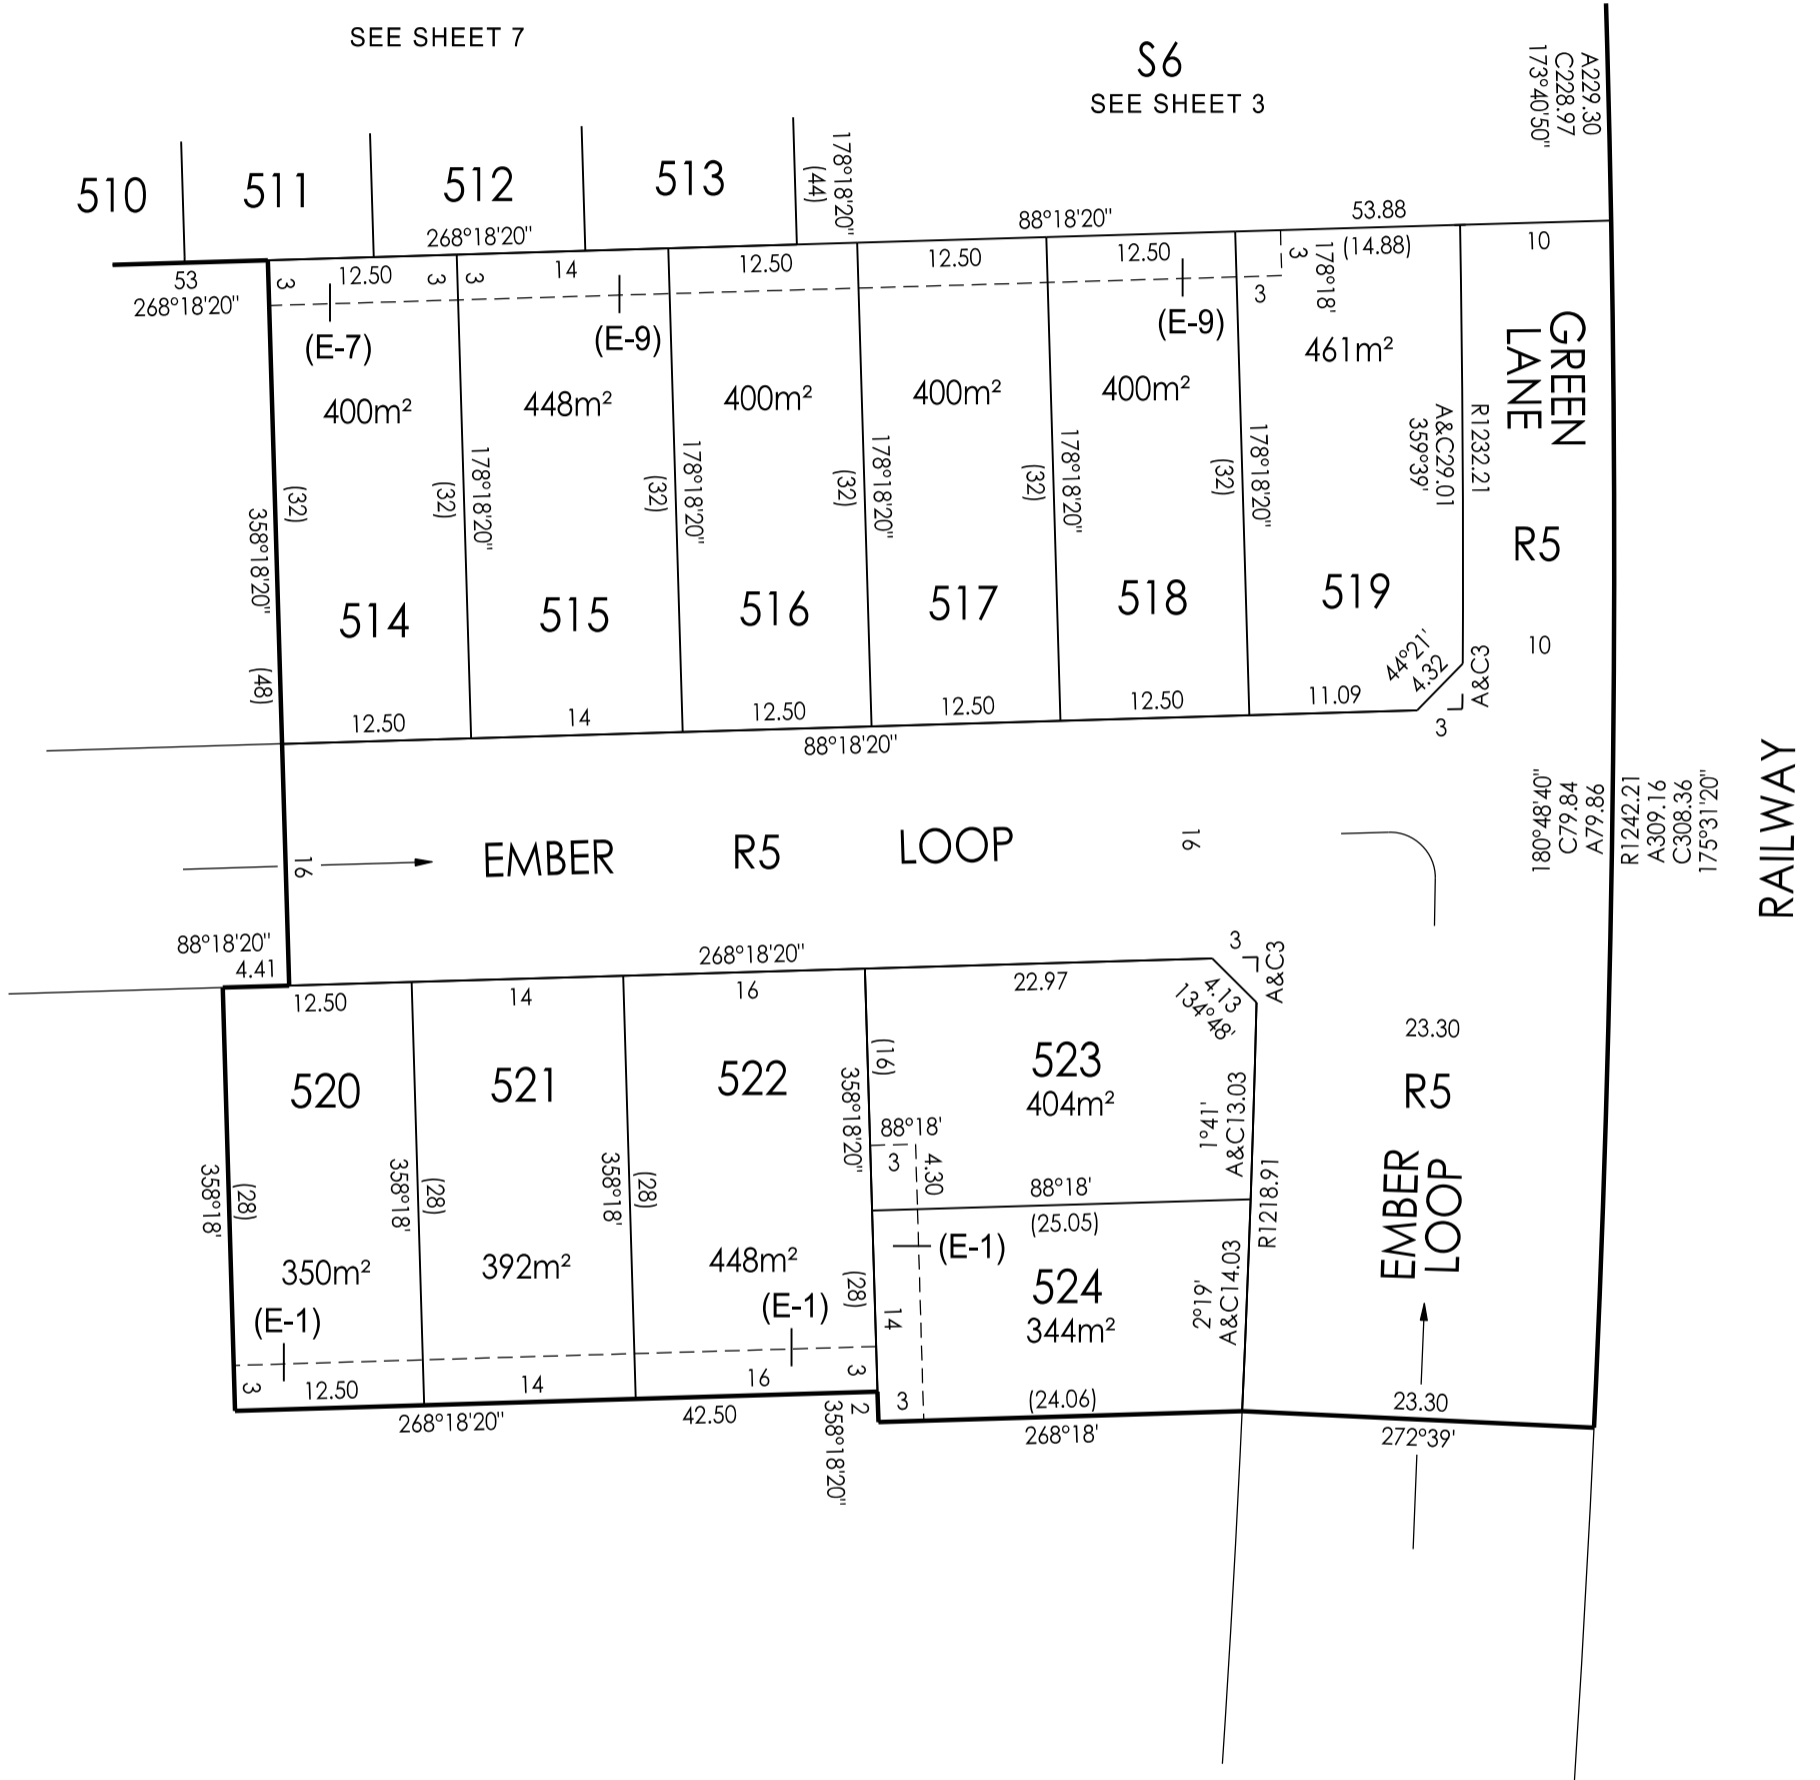 SEE SHEET 7
S6
SEE SHEET 3
A229.30
C228.97
173°40'50"
510
511
512
513
178°18'20"
(44)
268°18'20"
88°18'20"
53.88
10
53
268°18'20"
3
12.50
3
3
14
12.50
12.50
12.50
3
178°18'
(14.88)
3
(E-7)
(E-9)
(E-9)
400m²
448m²
400m²
400m²
400m²
461m²
GREEN
LANE
R1232.21
A&C29.01
359°39'
358°18'20"
(32)
(32)
178°18'20"
(32)
178°18'20"
(32)
178°18'20"
(32)
178°18'20"
(32)
178°18'20"
R5
514
515
516
517
518
519
10
(48)
44°21'
4.32
A&C3
3
12.50
14
12.50
12.50
12.50
11.09
88°18'20"
180°48'40"
C79.84
A79.86
R1242.21
A309.16
C308.36
175°31'20"
RAILWAY
16
EMBER
R5
LOOP
16
88°18'20"
4.41
268°18'20"
3
A&C3
12.50
14
16
22.97
4.13
134°48'
23.30
520
521
522
(16)
358°18'20"
523
404m²
R5
88°18'
3
4.30
1°41'
A&C13.03
88°18'
(25.05)
R1218.91
358°18'
(28)
358°18'
(28)
358°18'
(28)
EMBER
LOOP
350m²
392m²
448m²
(28)
(E-1)
524
344m²
2°19'
A&C14.03
14
(E-1)
(E-1)
3
12.50
14
16
3
3
(24.06)
23.30
268°18'20"
42.50
2
358°18'20"
268°18'
272°39'